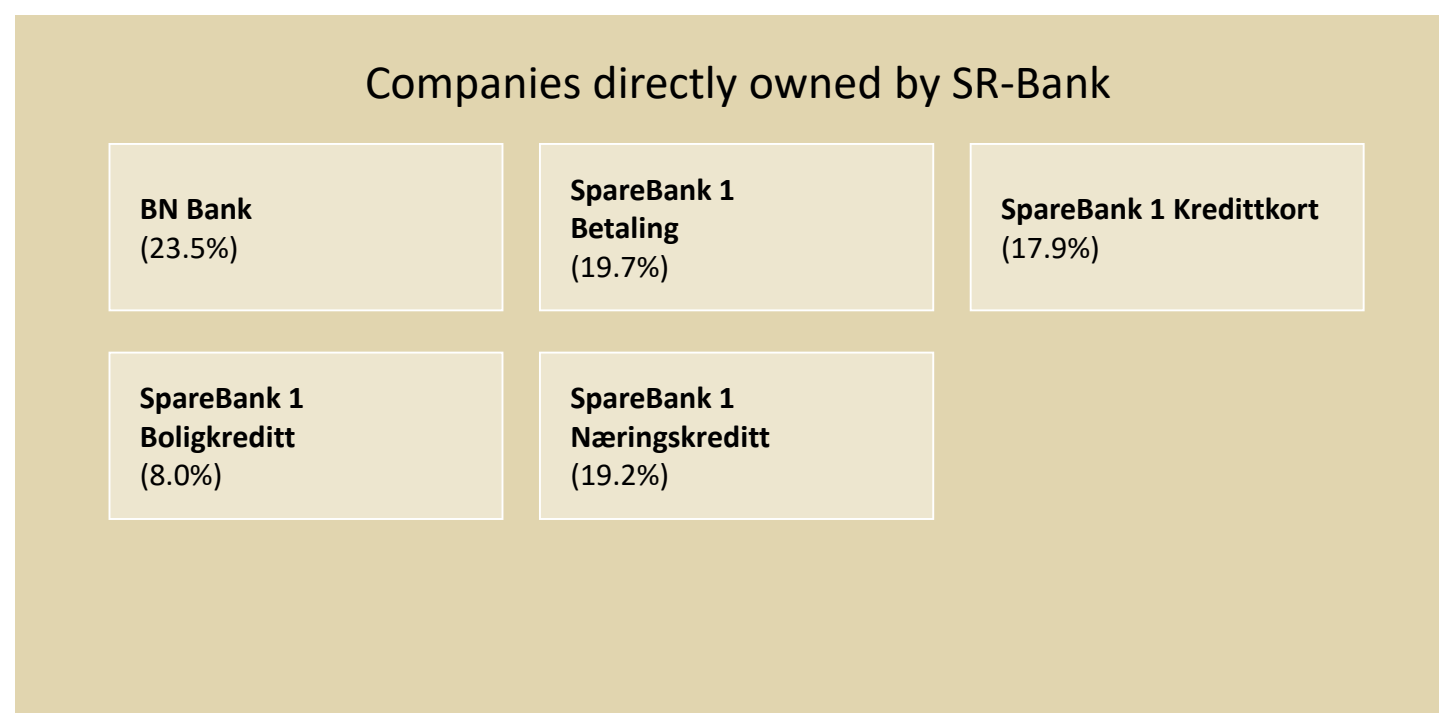 Companies directly owned by SR-Bank
BN Bank
(23.5%)
SpareBank 1
Betaling
(19.7%)
SpareBank 1 Kredittkort
(17.9%)
SpareBank 1
Boligkreditt
(8.0%)
SpareBank 1
Næringskreditt
(19.2%)